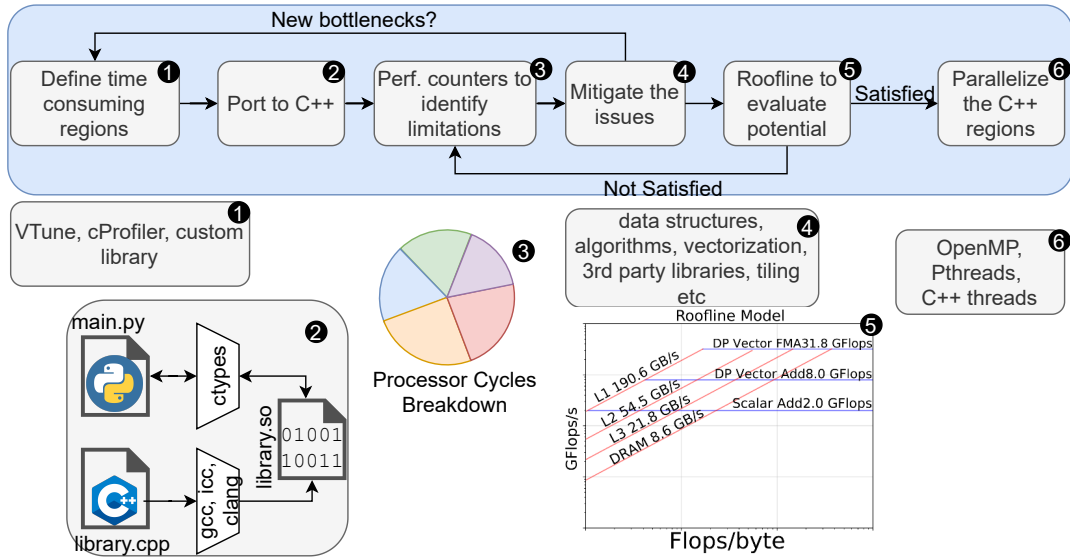 New bottlenecks?
1
Define time
consuming
regions
2
Port to C++
3
Perf. counters to
identify
limitations
4
Mitigate the
issues
5
Roofline to
evaluate
potential
Satisfied
6
Parallelize
the C++
regions
Not Satisfied
1
VTune, cProfiler, custom
library
3
Processor Cycles
Breakdown
4
data structures,
algorithms, vectorization,
3rd party libraries, tiling
etc
6
OpenMP,
Pthreads,
C++ threads
2
main.py
ctypes
library.so
01001
10011
C++
gcc, icc,
clang
library.cpp
5
Roofline Model
DP Vector FMA31.8 GFlops
DP Vector Add8.0 GFlops
Scalar Add2.0 GFlops
L1 190.6 GB/s
L2 54.5 GB/s
L3 21.8 GB/s
DRAM 8.6 GB/s
GFlops/s
Flops/byte